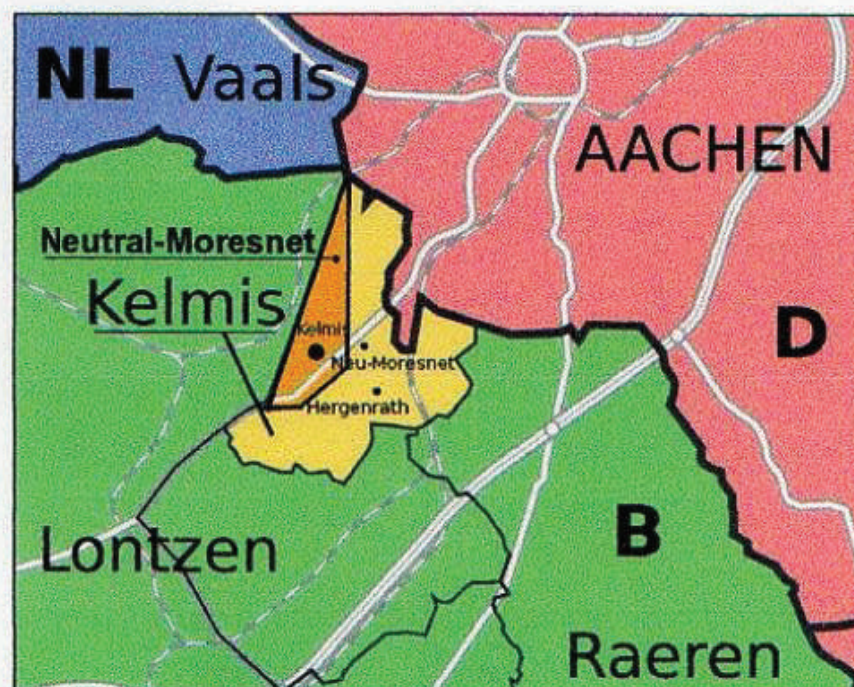 NL Vaals
AACHEN
Neutral-Moresnet
Kelmis
Kelmis
Neu-Moresnet
D
Hergenrath
B
Lontzen
Raeren